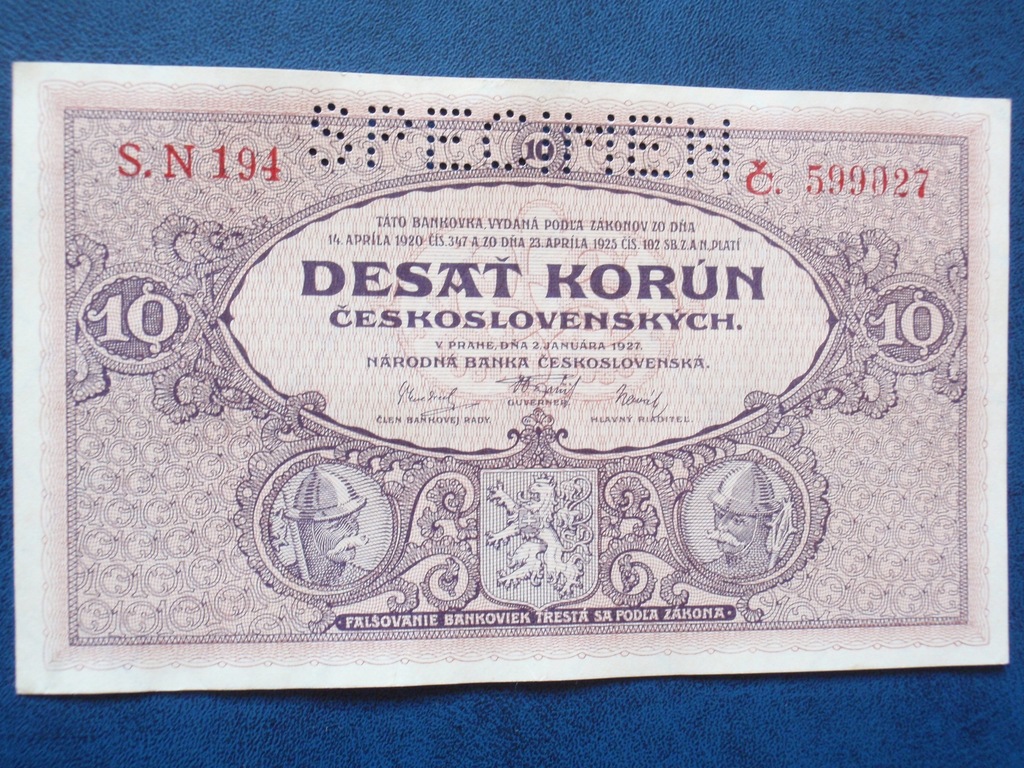 SPECIMEN
S. N 194
10
Č. 599027
TÁTO BANKOVKA, VYDANÁ PODĽA ZÁKONOV ZO DŇA
14. APRÍLA 1920 ČÍS. 347 A ZO DŇA 23. APRÍLA 1925 ČÍS. 102 SB. Z. A N., PLATÍ
DESAŤ KORÚN
ČESKOSLOVENSKÝCH.
10
10
V PRAHE, DŇA 2. JANUÁRA 1927.
NÁRODNÁ BANKA ČESKOSLOVENSKÁ.
GUVERNÉR.
ČLEN BANKOVEJ RADY.
HLAVNÝ RIADITEĽ.
· FALŠOVANIE BANKOVIEK TRESTÁ SA PODĽA ZÁKONA ·